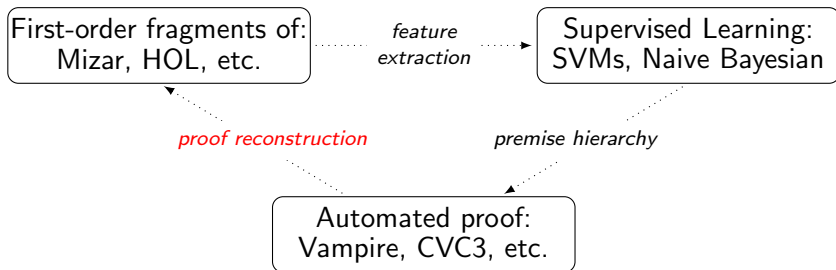 First-order fragments of:
Mizar, HOL, etc.
feature
extraction
Supervised Learning:
SVMs, Naive Bayesian
proof reconstruction
premise hierarchy
Automated proof:
Vampire, CVC3, etc.